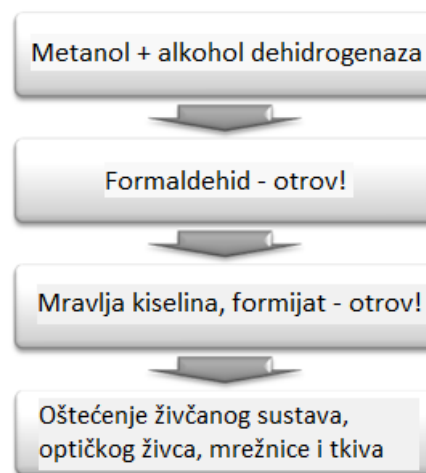 Metanol + alkohol dehidrogenaza
Formaldehid - otrov!
Mravlja kiselina, formijat - otrov!
Oštećenje živčanog sustava,
optičkog živca, mrežnice i tkiva